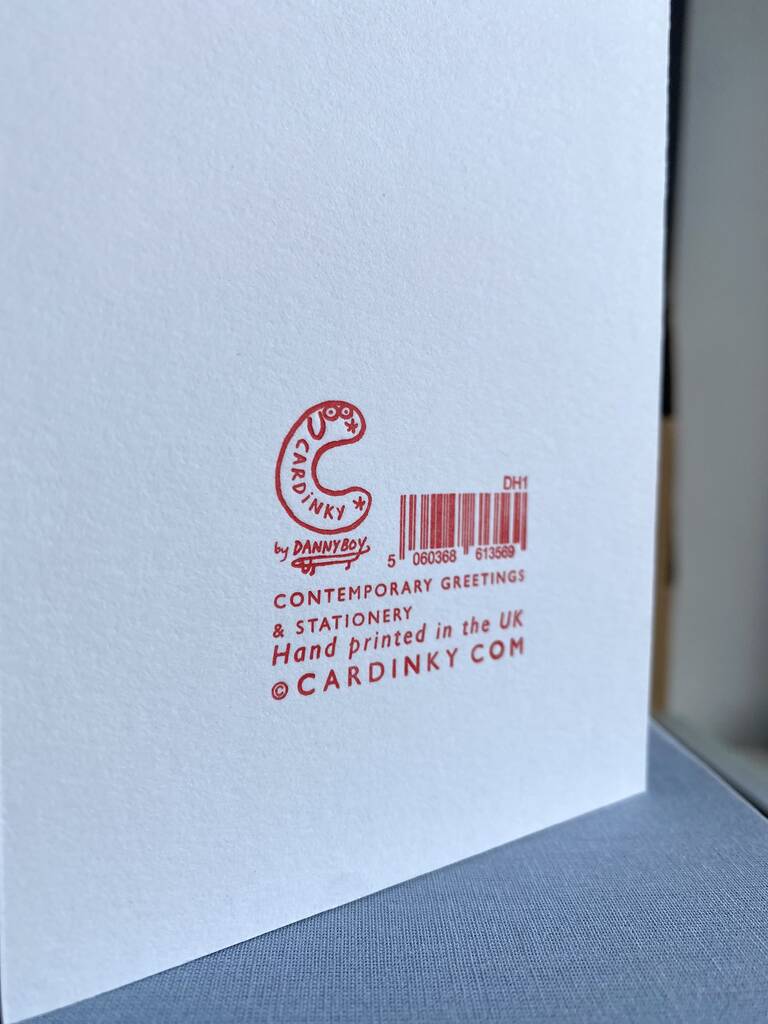 CARDINKY
by DANNYBOY
DH1
5 060368 613569
CONTEMPORARY GREETINGS
& STATIONERY
Hand printed in the UK
© CARDINKY COM